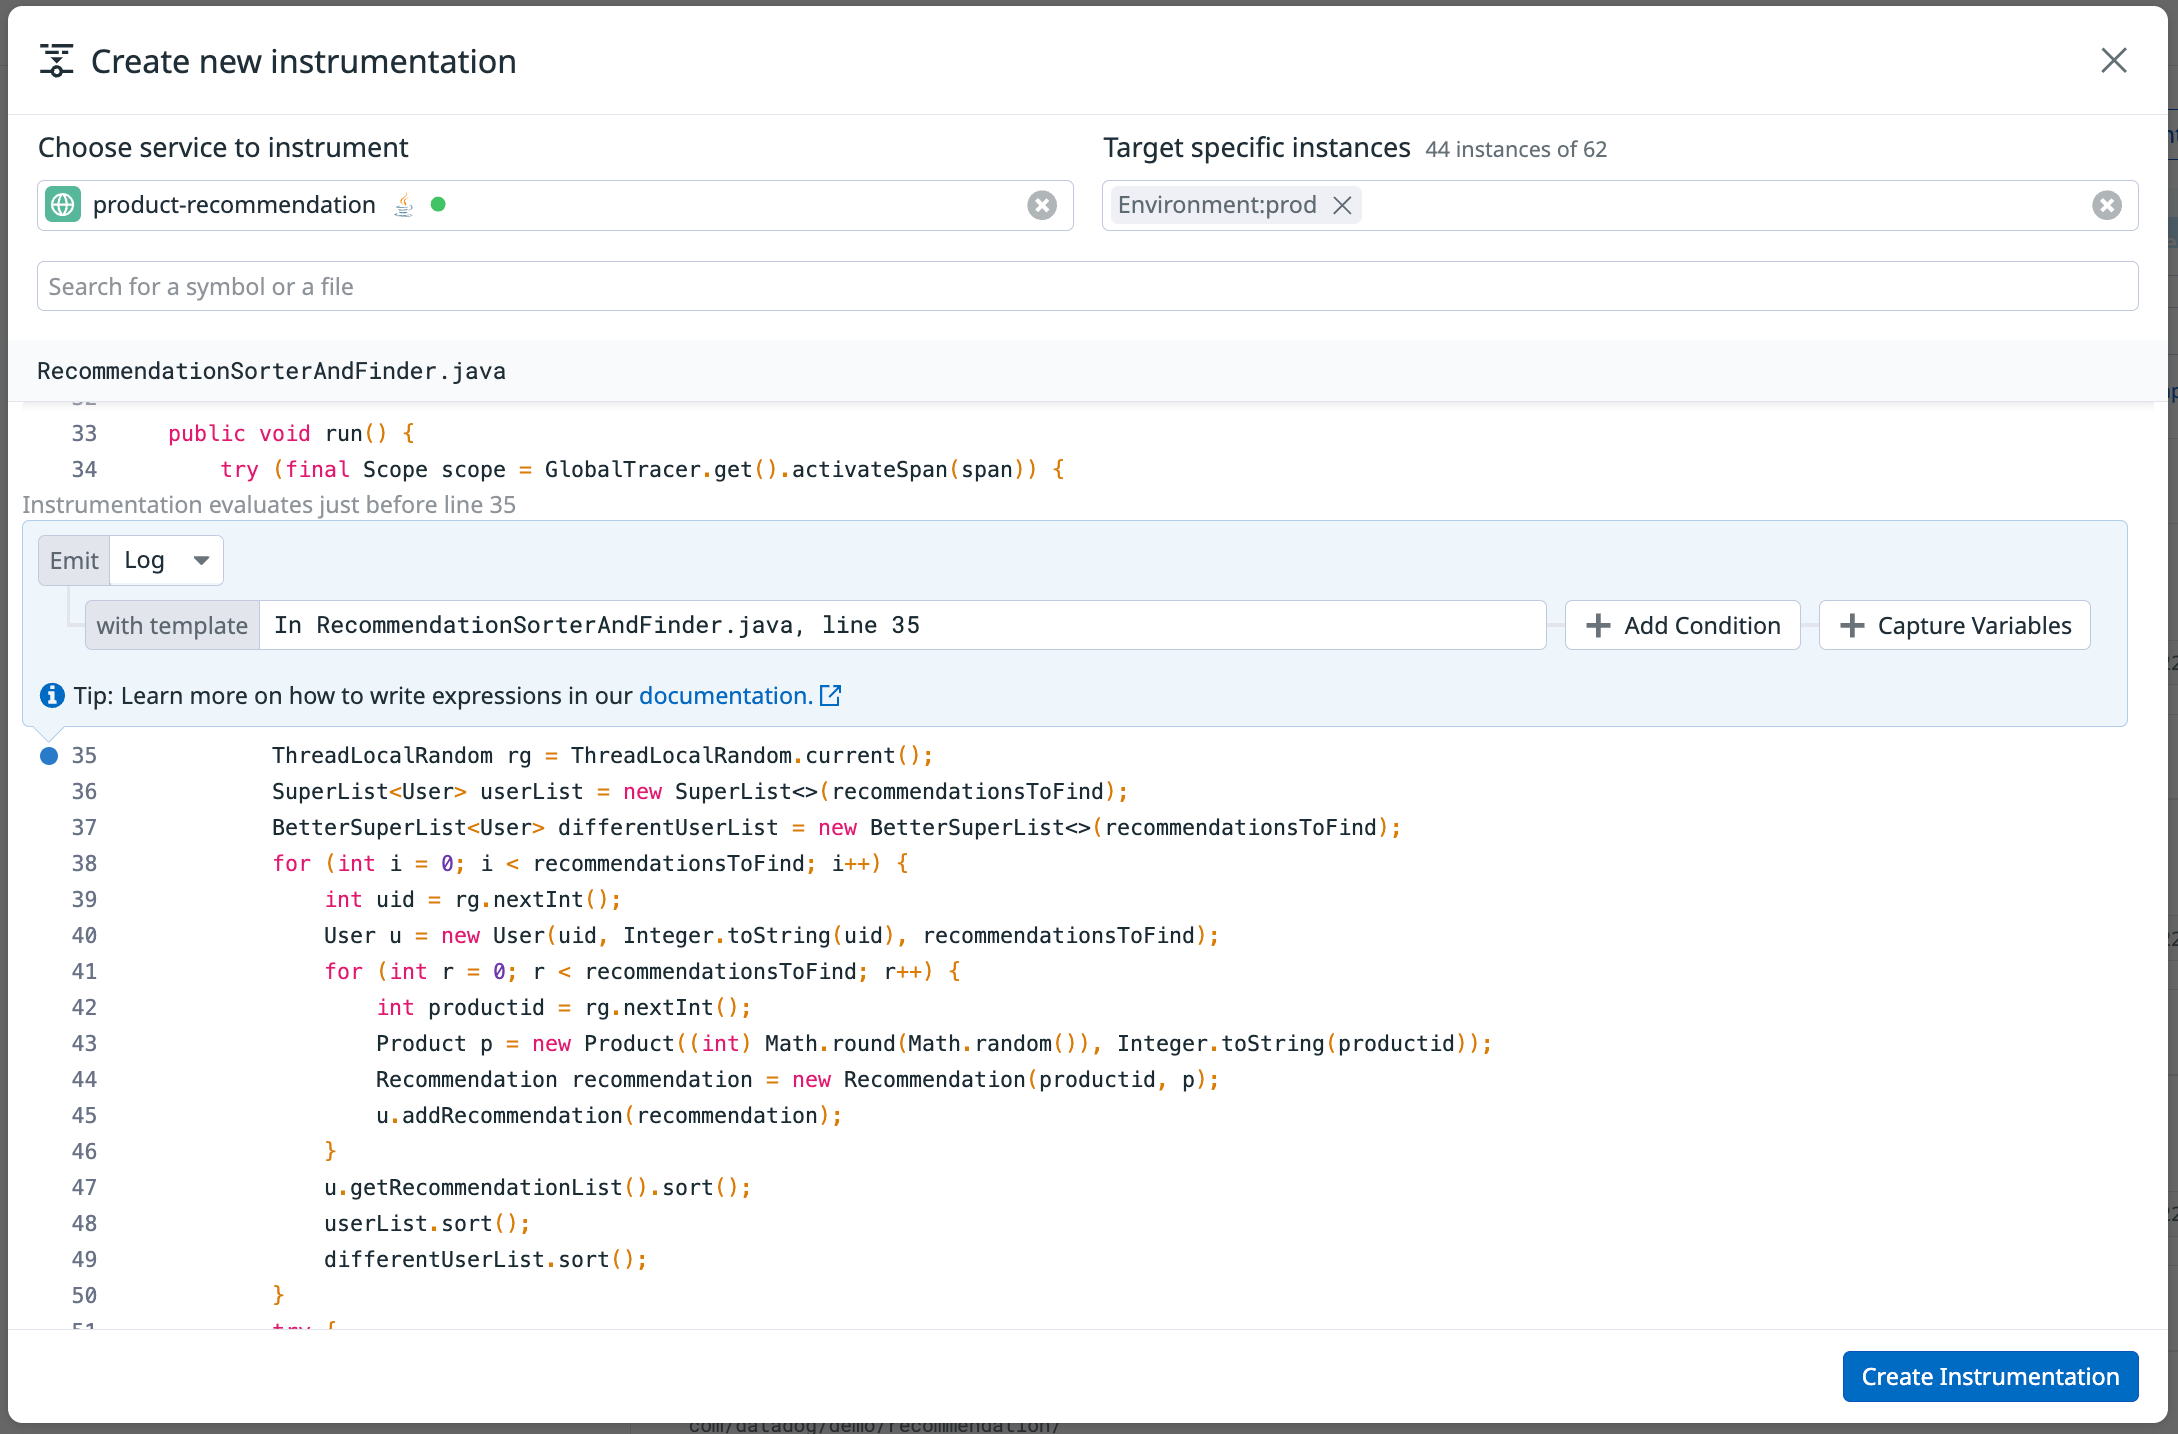 Create new instrumentation
Choose service to instrument
Target specific instances 44 instances of 62
product-recommendation
Environment:prod
Search for a symbol or a file
RecommendationSorterAndFinder.java
32
33 public void run() {
34 try (final Scope scope = GlobalTracer.get().activateSpan(span)) {
Instrumentation evaluates just before line 35
Emit Log
with template In RecommendationSorterAndFinder.java, line 35
Add Condition
Capture Variables
Tip: Learn more on how to write expressions in our documentation.
35 ThreadLocalRandom rg = ThreadLocalRandom.current();
36 SuperList<User> userList = new SuperList<>(recommendationsToFind);
37 BetterSuperList<User> differentUserList = new BetterSuperList<>(recommendationsToFind);
38 for (int i = 0; i < recommendationsToFind; i++) {
39 int uid = rg.nextInt();
40 User u = new User(uid, Integer.toString(uid), recommendationsToFind);
41 for (int r = 0; r < recommendationsToFind; r++) {
42 int productid = rg.nextInt();
43 Product p = new Product((int) Math.round(Math.random()), Integer.toString(productid));
44 Recommendation recommendation = new Recommendation(productid, p);
45 u.addRecommendation(recommendation);
46 }
47 u.getRecommendationList().sort();
48 userList.sort();
49 differentUserList.sort();
50 }
51 try {
Create Instrumentation
com/datadog/demo/recommendation/